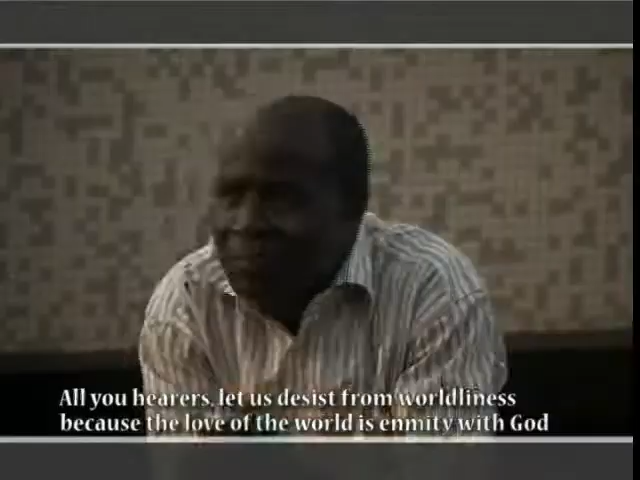 All you hearers, let us desist from worldliness
because the love of the world is enmity with God